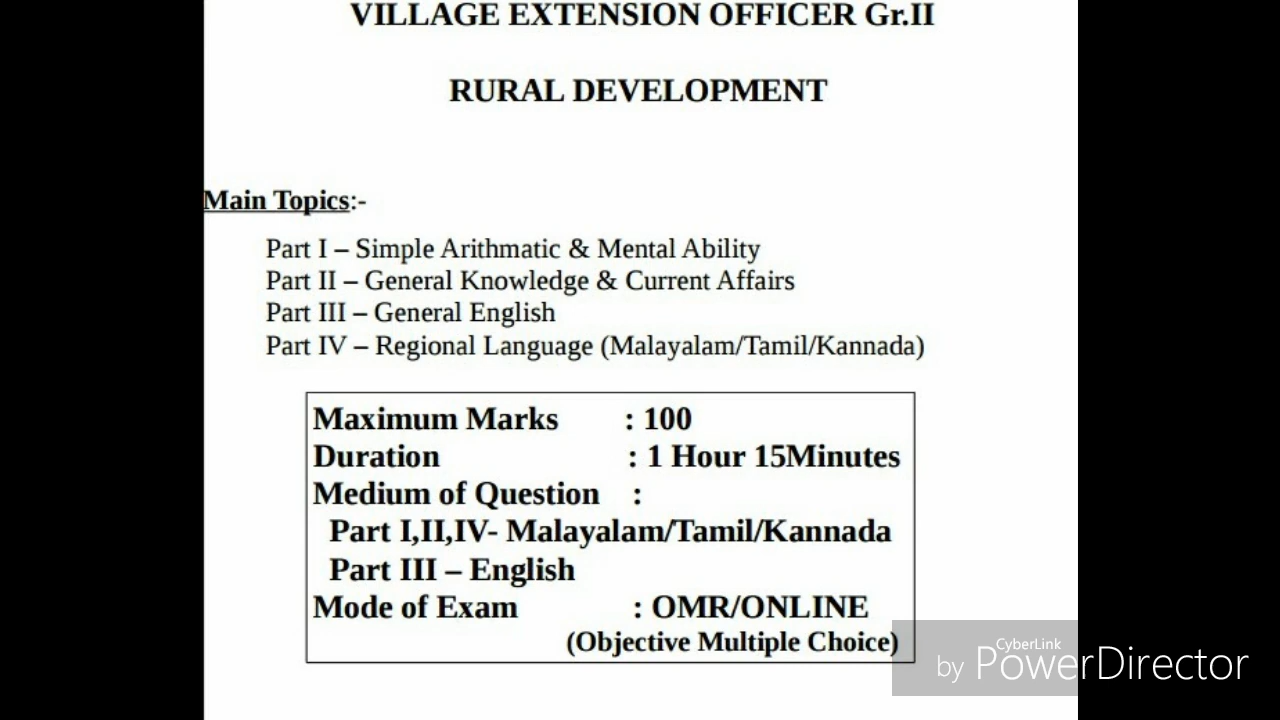 VILLAGE EXTENSION OFFICER Gr.II
RURAL DEVELOPMENT
Main Topics:-
Part I – Simple Arithmatic & Mental Ability
Part II – General Knowledge & Current Affairs
Part III – General English
Part IV – Regional Language (Malayalam/Tamil/Kannada)
Maximum Marks : 100
Duration : 1 Hour 15Minutes
Medium of Question :
Part I,II,IV- Malayalam/Tamil/Kannada
Part III – English
Mode of Exam : OMR/ONLINE
(Objective Multiple Choice)
CyberLink
by PowerDirector